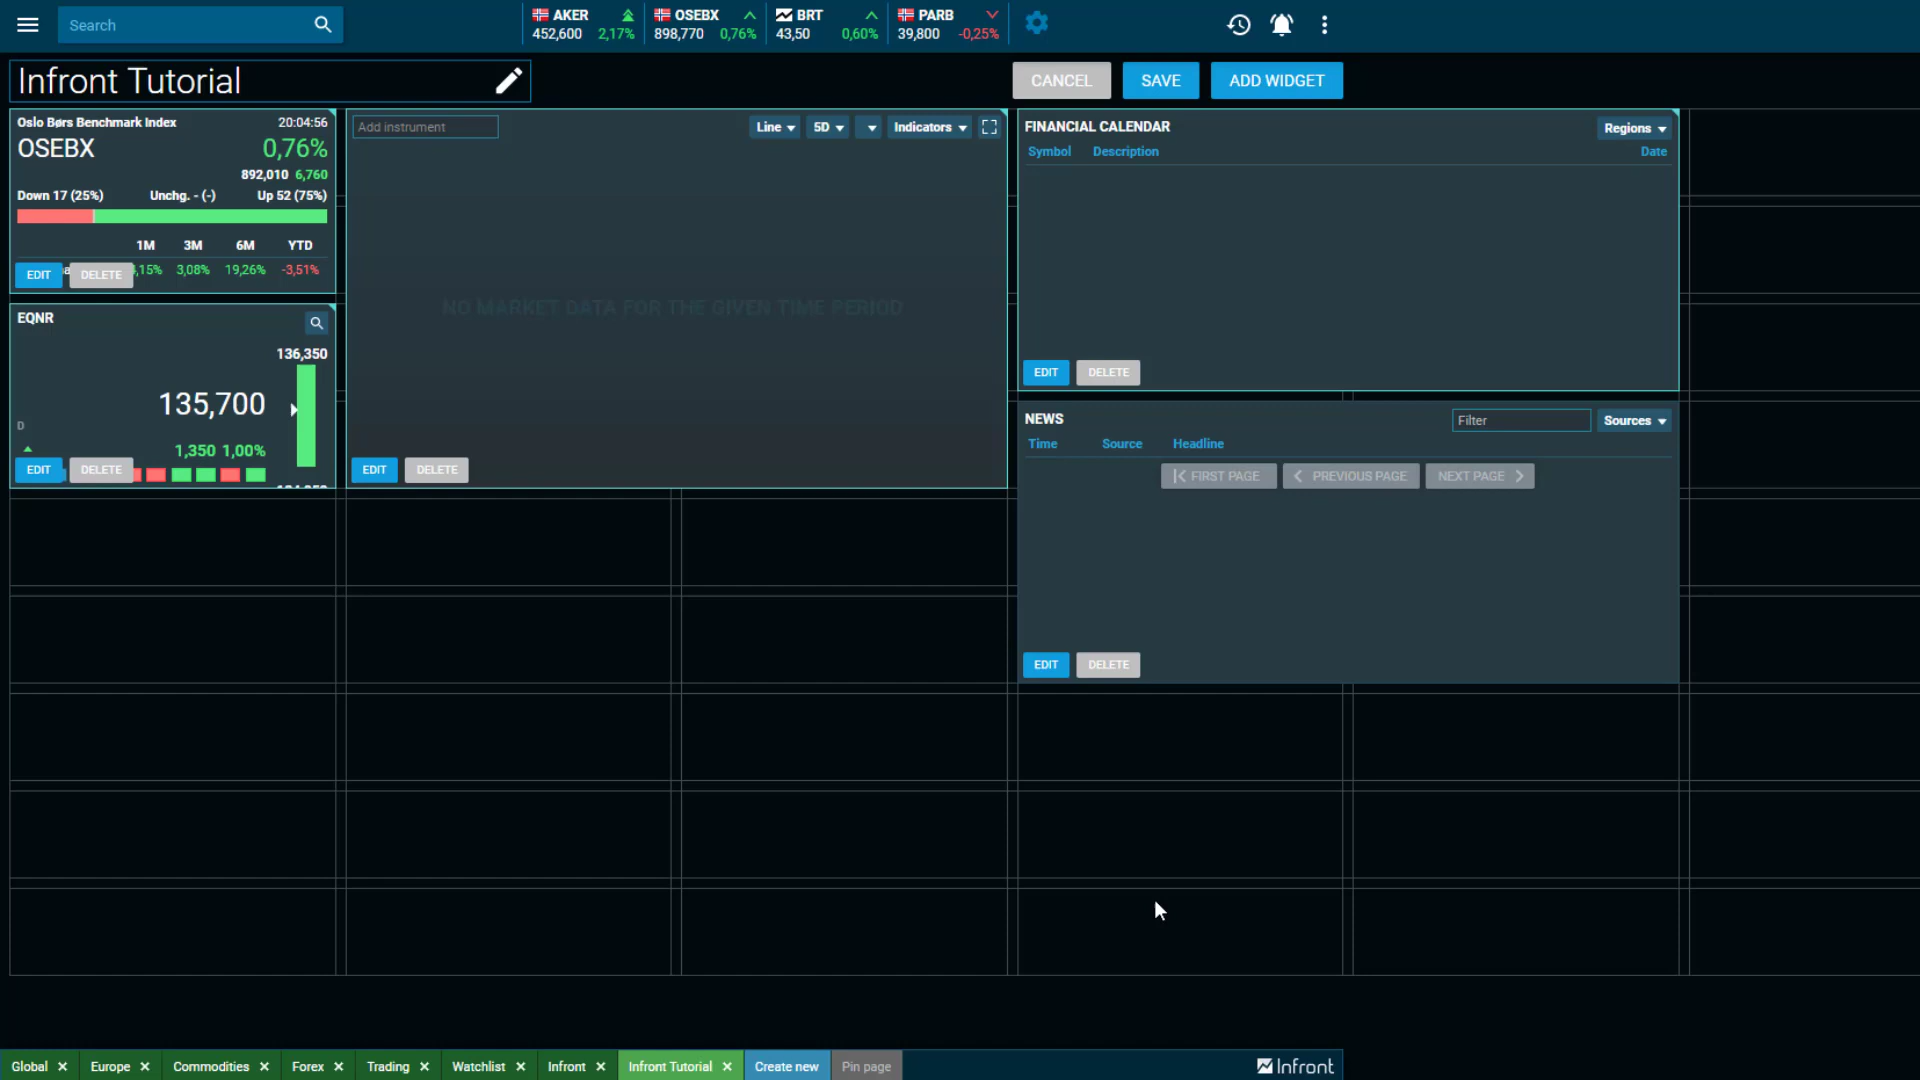 Search
AKER
452,600 2,17%
OSEBX
898,770 0,76%
BRT
43,50 0,60%
PARB
39,800 -0,25%
Infront Tutorial
CANCEL
SAVE
ADD WIDGET
Oslo Børs Benchmark Index 20:04:56
OSEBX 0,76%
892,010 6,760
Down 17 (25%) Unchg. - (-) Up 52 (75%)
1M 3M 6M YTD
,15% 3,08% 19,26% -3,51%
EDIT DELETE
EQNR
136,350
135,700
D
1,350 1,00%
EDIT DELETE
Add instrument
Line 5D Indicators
NO MARKET DATA FOR THE GIVEN TIME PERIOD
EDIT DELETE
FINANCIAL CALENDAR Regions
Symbol Description Date
EDIT DELETE
NEWS Filter Sources
Time Source Headline
FIRST PAGE PREVIOUS PAGE NEXT PAGE
EDIT DELETE
Global Europe Commodities Forex Trading Watchlist Infront Infront Tutorial Create new Pin page Infront